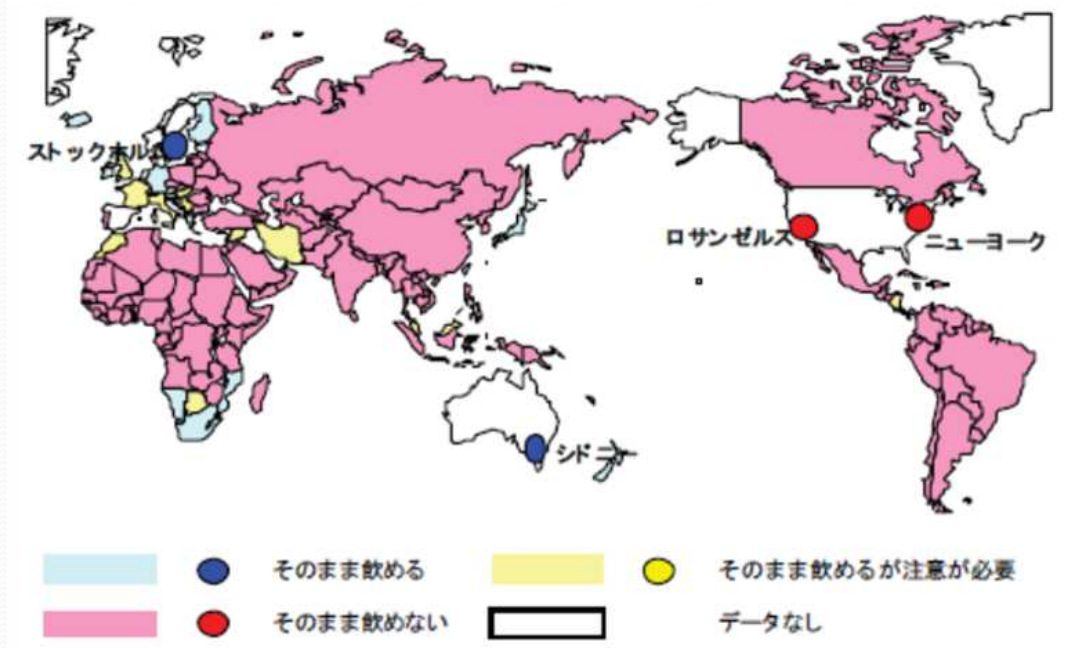 ストックホルム
ロサンゼルス
ニューヨーク
シドニー
そのまま飲める
そのまま飲めるが注意が必要
そのまま飲めない
データなし